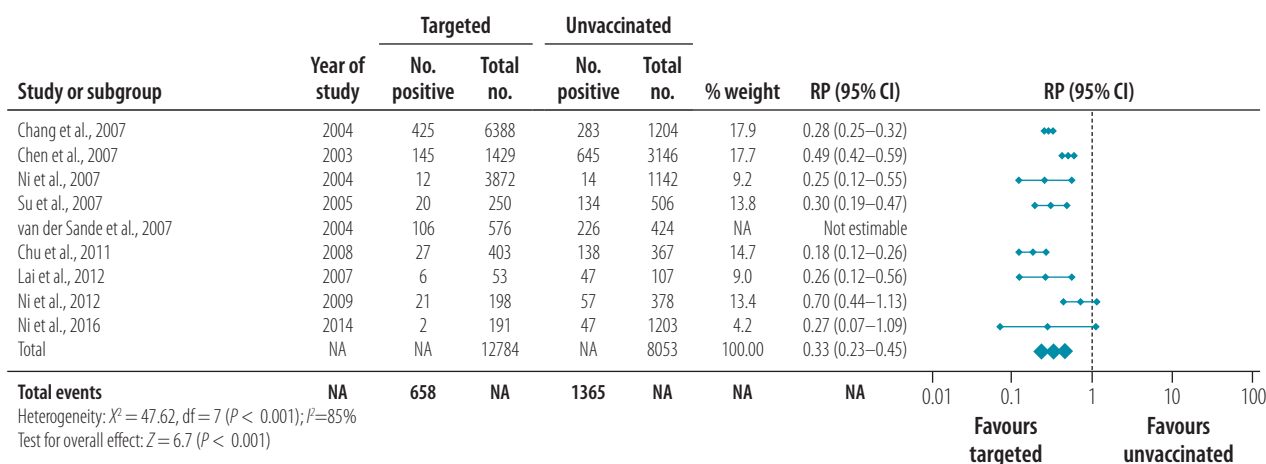 Targeted Unvaccinated
Study or subgroup Year of study No. positive Total no. No. positive Total no. % weight RP (95% CI) RP (95% CI)
Chang et al., 2007 2004 425 6388 283 1204 17.9 0.28 (0.25–0.32)
Chen et al., 2007 2003 145 1429 645 3146 17.7 0.49 (0.42–0.59)
Ni et al., 2007 2004 12 3872 14 1142 9.2 0.25 (0.12–0.55)
Su et al., 2007 2005 20 250 134 506 13.8 0.30 (0.19–0.47)
van der Sande et al., 2007 2004 106 576 226 424 NA Not estimable
Chu et al., 2011 2008 27 403 138 367 14.7 0.18 (0.12–0.26)
Lai et al., 2012 2007 6 53 47 107 9.0 0.26 (0.12–0.56)
Ni et al., 2012 2009 21 198 57 378 13.4 0.70 (0.44–1.13)
Ni et al., 2016 2014 2 191 47 1203 4.2 0.27 (0.07–1.09)
Total NA NA 12784 NA 8053 100.00 0.33 (0.23–0.45)
Total events NA 658 NA 1365 NA NA NA
Heterogeneity: X² = 47.62, df = 7 (P < 0.001); I²=85%
Test for overall effect: Z = 6.7 (P < 0.001)
0.01 0.1 1 10 100
Favours targeted Favours unvaccinated